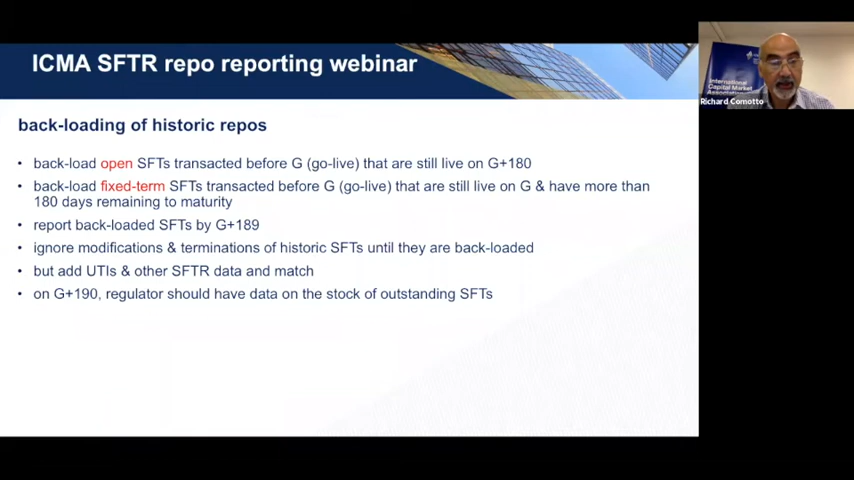 ICMA SFTR repo reporting webinar
back-loading of historic repos
• back-load open SFTs transacted before G (go-live) that are still live on G+180
• back-load fixed-term SFTs transacted before G (go-live) that are still live on G & have more than
180 days remaining to maturity
• report back-loaded SFTs by G+189
• ignore modifications & terminations of historic SFTs until they are back-loaded
• but add UTIs & other SFTR data and match
• on G+190, regulator should have data on the stock of outstanding SFTs
International
Capital Market
Association
Richard Comotto